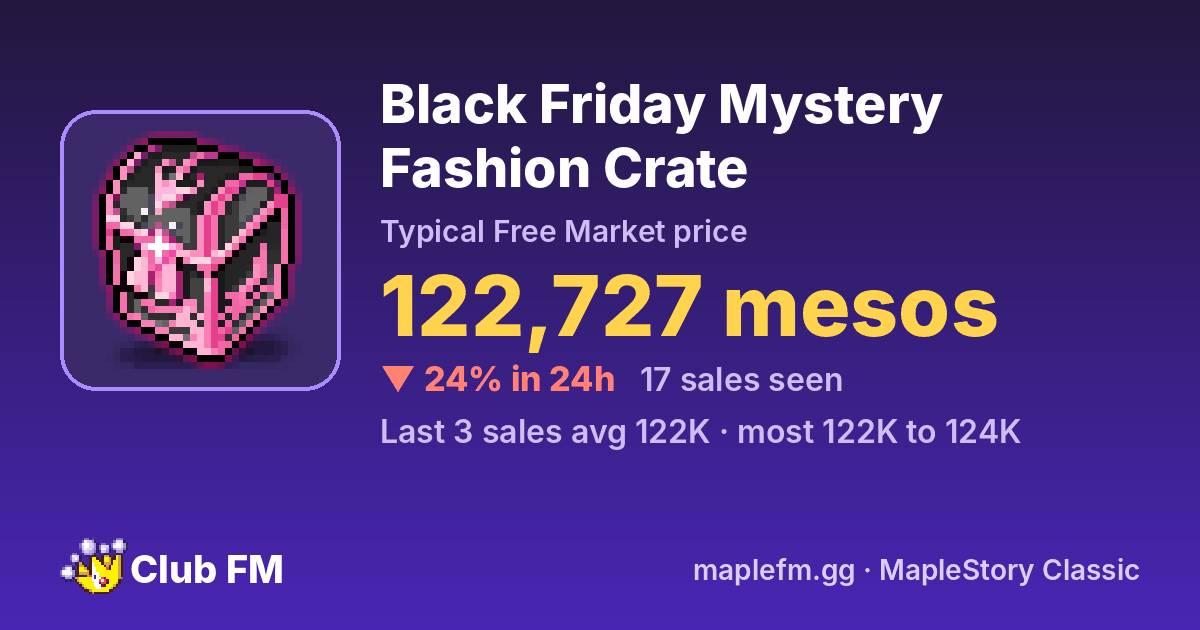 Black Friday Mystery
Fashion Crate
Typical Free Market price
122,727 mesos
▼ 24% in 24h 17 sales seen
Last 3 sales avg 122K · most 122K to 124K
Club FM
maplefm.gg · MapleStory Classic